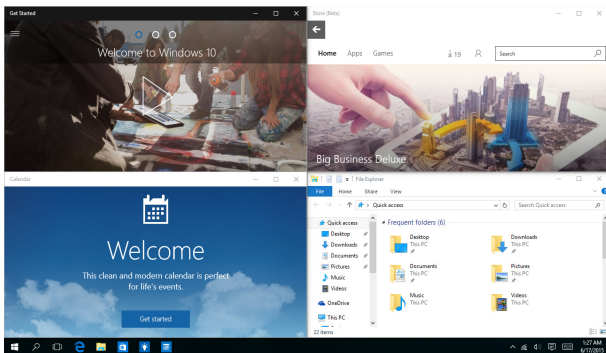 Get Started
Welcome to Windows 10
Store (Beta)
Home Apps Games 19 Search
Big Business Deluxe
Calendar
Welcome
This clean and modern calendar is perfect
for life's events.
Get started
File Explorer
File Home Share View
Quick access Search Quick access
Quick access
Desktop
Downloads
Documents
Pictures
Music
Videos
OneDrive
This PC
Frequent folders (6)
Desktop
This PC
Downloads
This PC
Documents
This PC
Pictures
This PC
Music
This PC
Videos
This PC
22 items
1:27 AM
6/17/2015